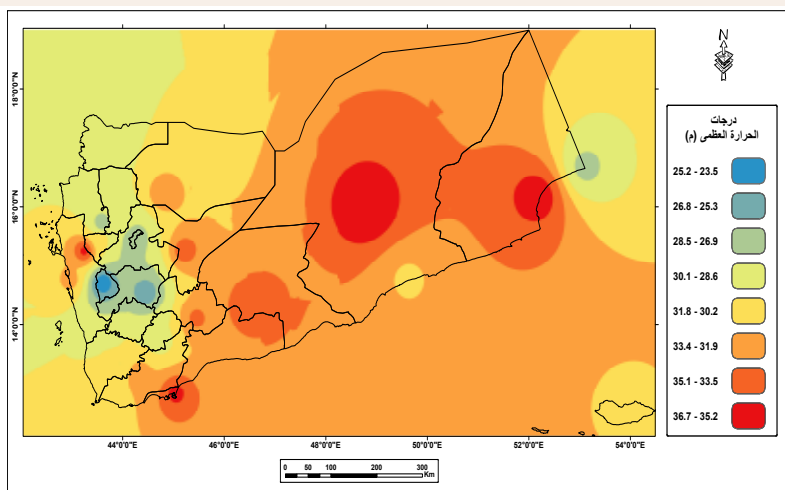 N
18°0'0"N
16°0'0"N
14°0'0"N
درجات
الحرارة العظمى (م)
25.2 - 23.5
26.8 - 25.3
28.5 - 26.9
30.1 - 28.6
31.8 - 30.2
33.4 - 31.9
35.1 - 33.5
36.7 - 35.2
44°0'0"E 46°0'0"E 48°0'0"E 50°0'0"E 52°0'0"E 54°0'0"E
0 50 100 200 300
Km